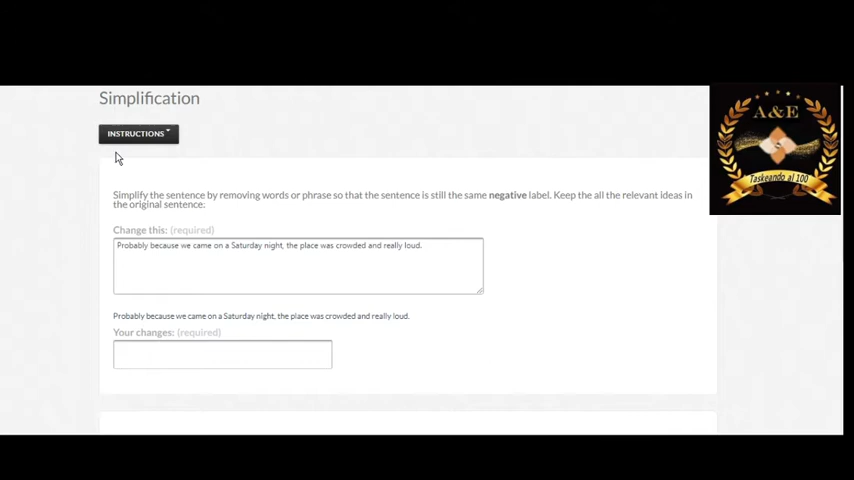 Simplification
INSTRUCTIONS
Simplify the sentence by removing words or phrase so that the sentence is still the same negative label. Keep the all the relevant ideas in
the original sentence:
Change this: (required)
Probably because we came on a Saturday night, the place was crowded and really loud.
Probably because we came on a Saturday night, the place was crowded and really loud.
Your changes: (required)
A&E
Taskeando al 100